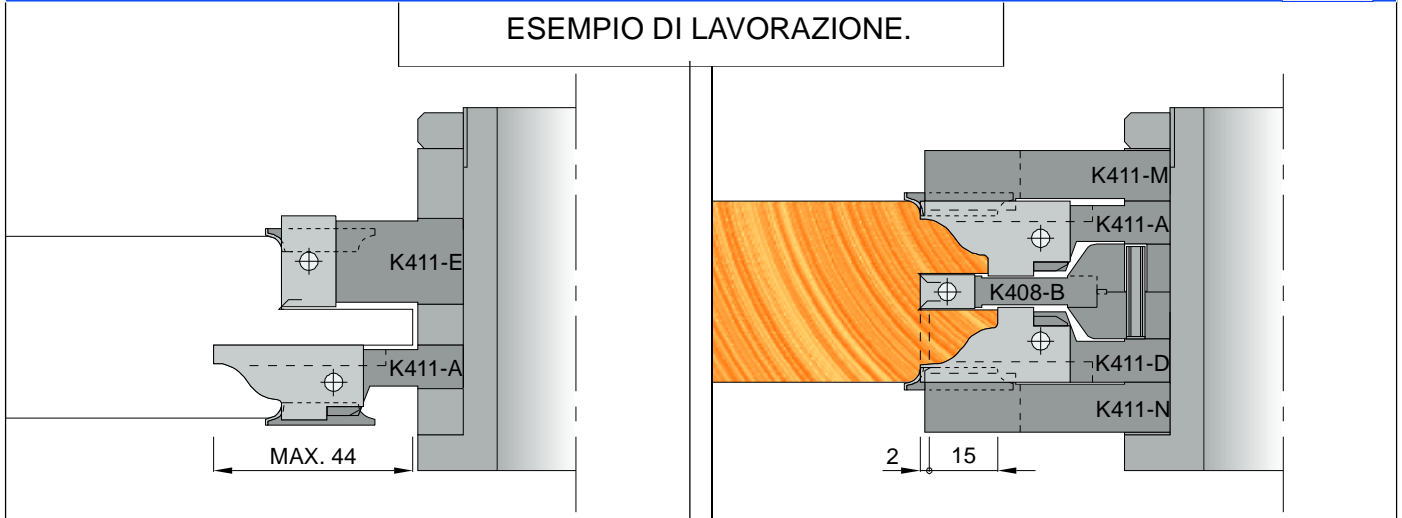 ESEMPIO DI LAVORAZIONE.
K411-E
K411-A
MAX. 44
K411-M
K411-A
K408-B
K411-D
K411-N
2 15